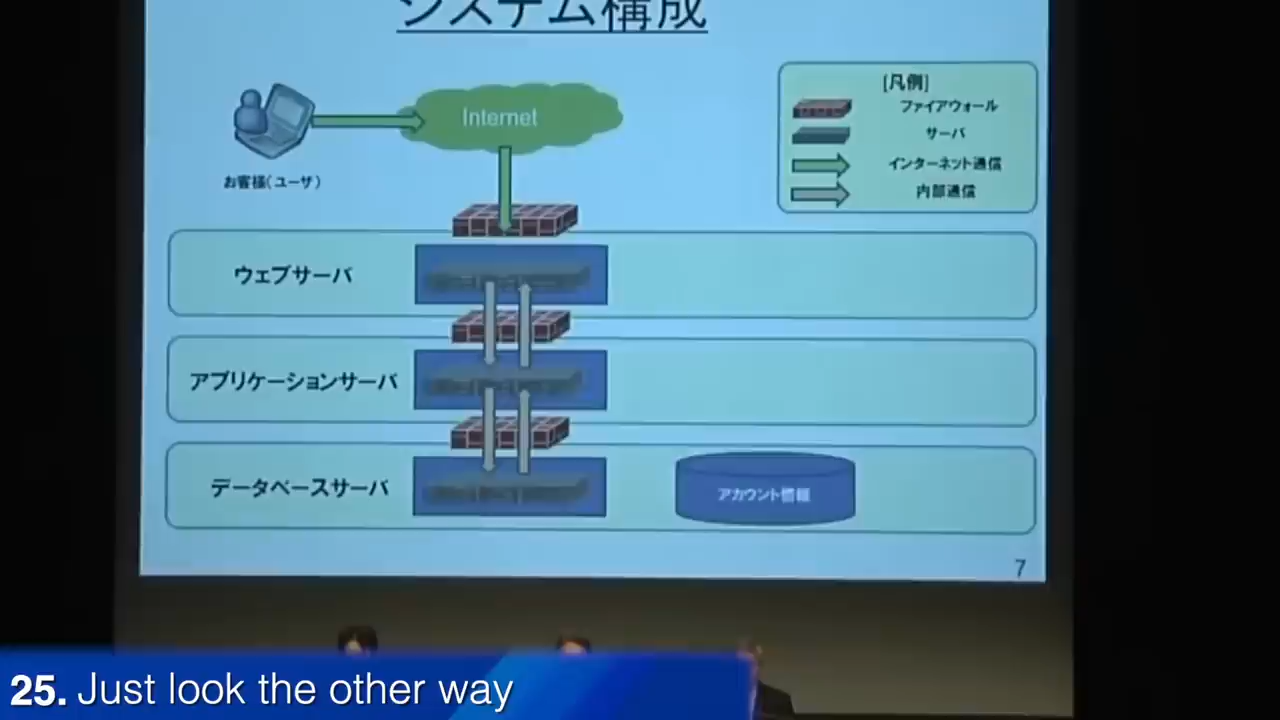 システム構成
[凡例]
ファイアウォール
サーバ
インターネット通信
内部通信
Internet
お客様(ユーザ)
ウェブサーバ
アプリケーションサーバ
データベースサーバ
アカウント情報
7
25. Just look the other way